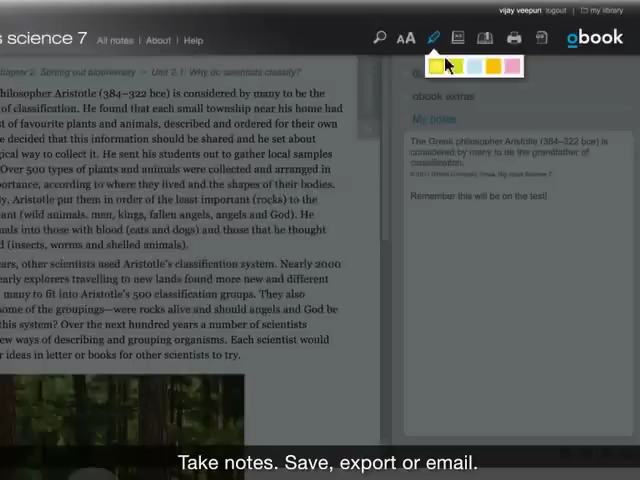 vijay veepuri logout | my library
s science 7 All notes | About | Help
AA
obook
Chapter 2: Sorting out biodiversity > Unit 2.1: Why do scientists classify?
philosopher Aristotle (384–322 bce) is considered by many to be the
of classification. He found that each small township near his home had
st of favourite plants and animals, described and ordered for their own
e decided that this information should be shared and he set about
gical way to collect it. He sent his students out to gather local samples
Over 500 types of plants and animals were collected and arranged in
portance, according to where they lived and the shapes of their bodies.
ly. put them in order of the least important (rocks) to the
ant (wild animals, men, kings, fallen angels, angels and God). He
mals into those with blood (cats and dogs) and those that he thought
d (insects, worms and shelled animals).
ears, other scientists used Aristotle's classification system. Nearly 2000
early explorers travelling to new lands found more new and different
many to fit into Aristotle's 500 classification groups. They also
some of the groupings—were rocks alive and should angels and God be
this system? Over the next hundred years a number of scientists
ew ways of describing and grouping organisms. Each scientist would
r ideas in letter or books for other scientists to try.
obook extras
My notes
The Greek philosopher Aristotle (384–322 bce) is
considered by many to be the grandfather of
classification.
Remember this will be on the test!
Take notes. Save, export or email.